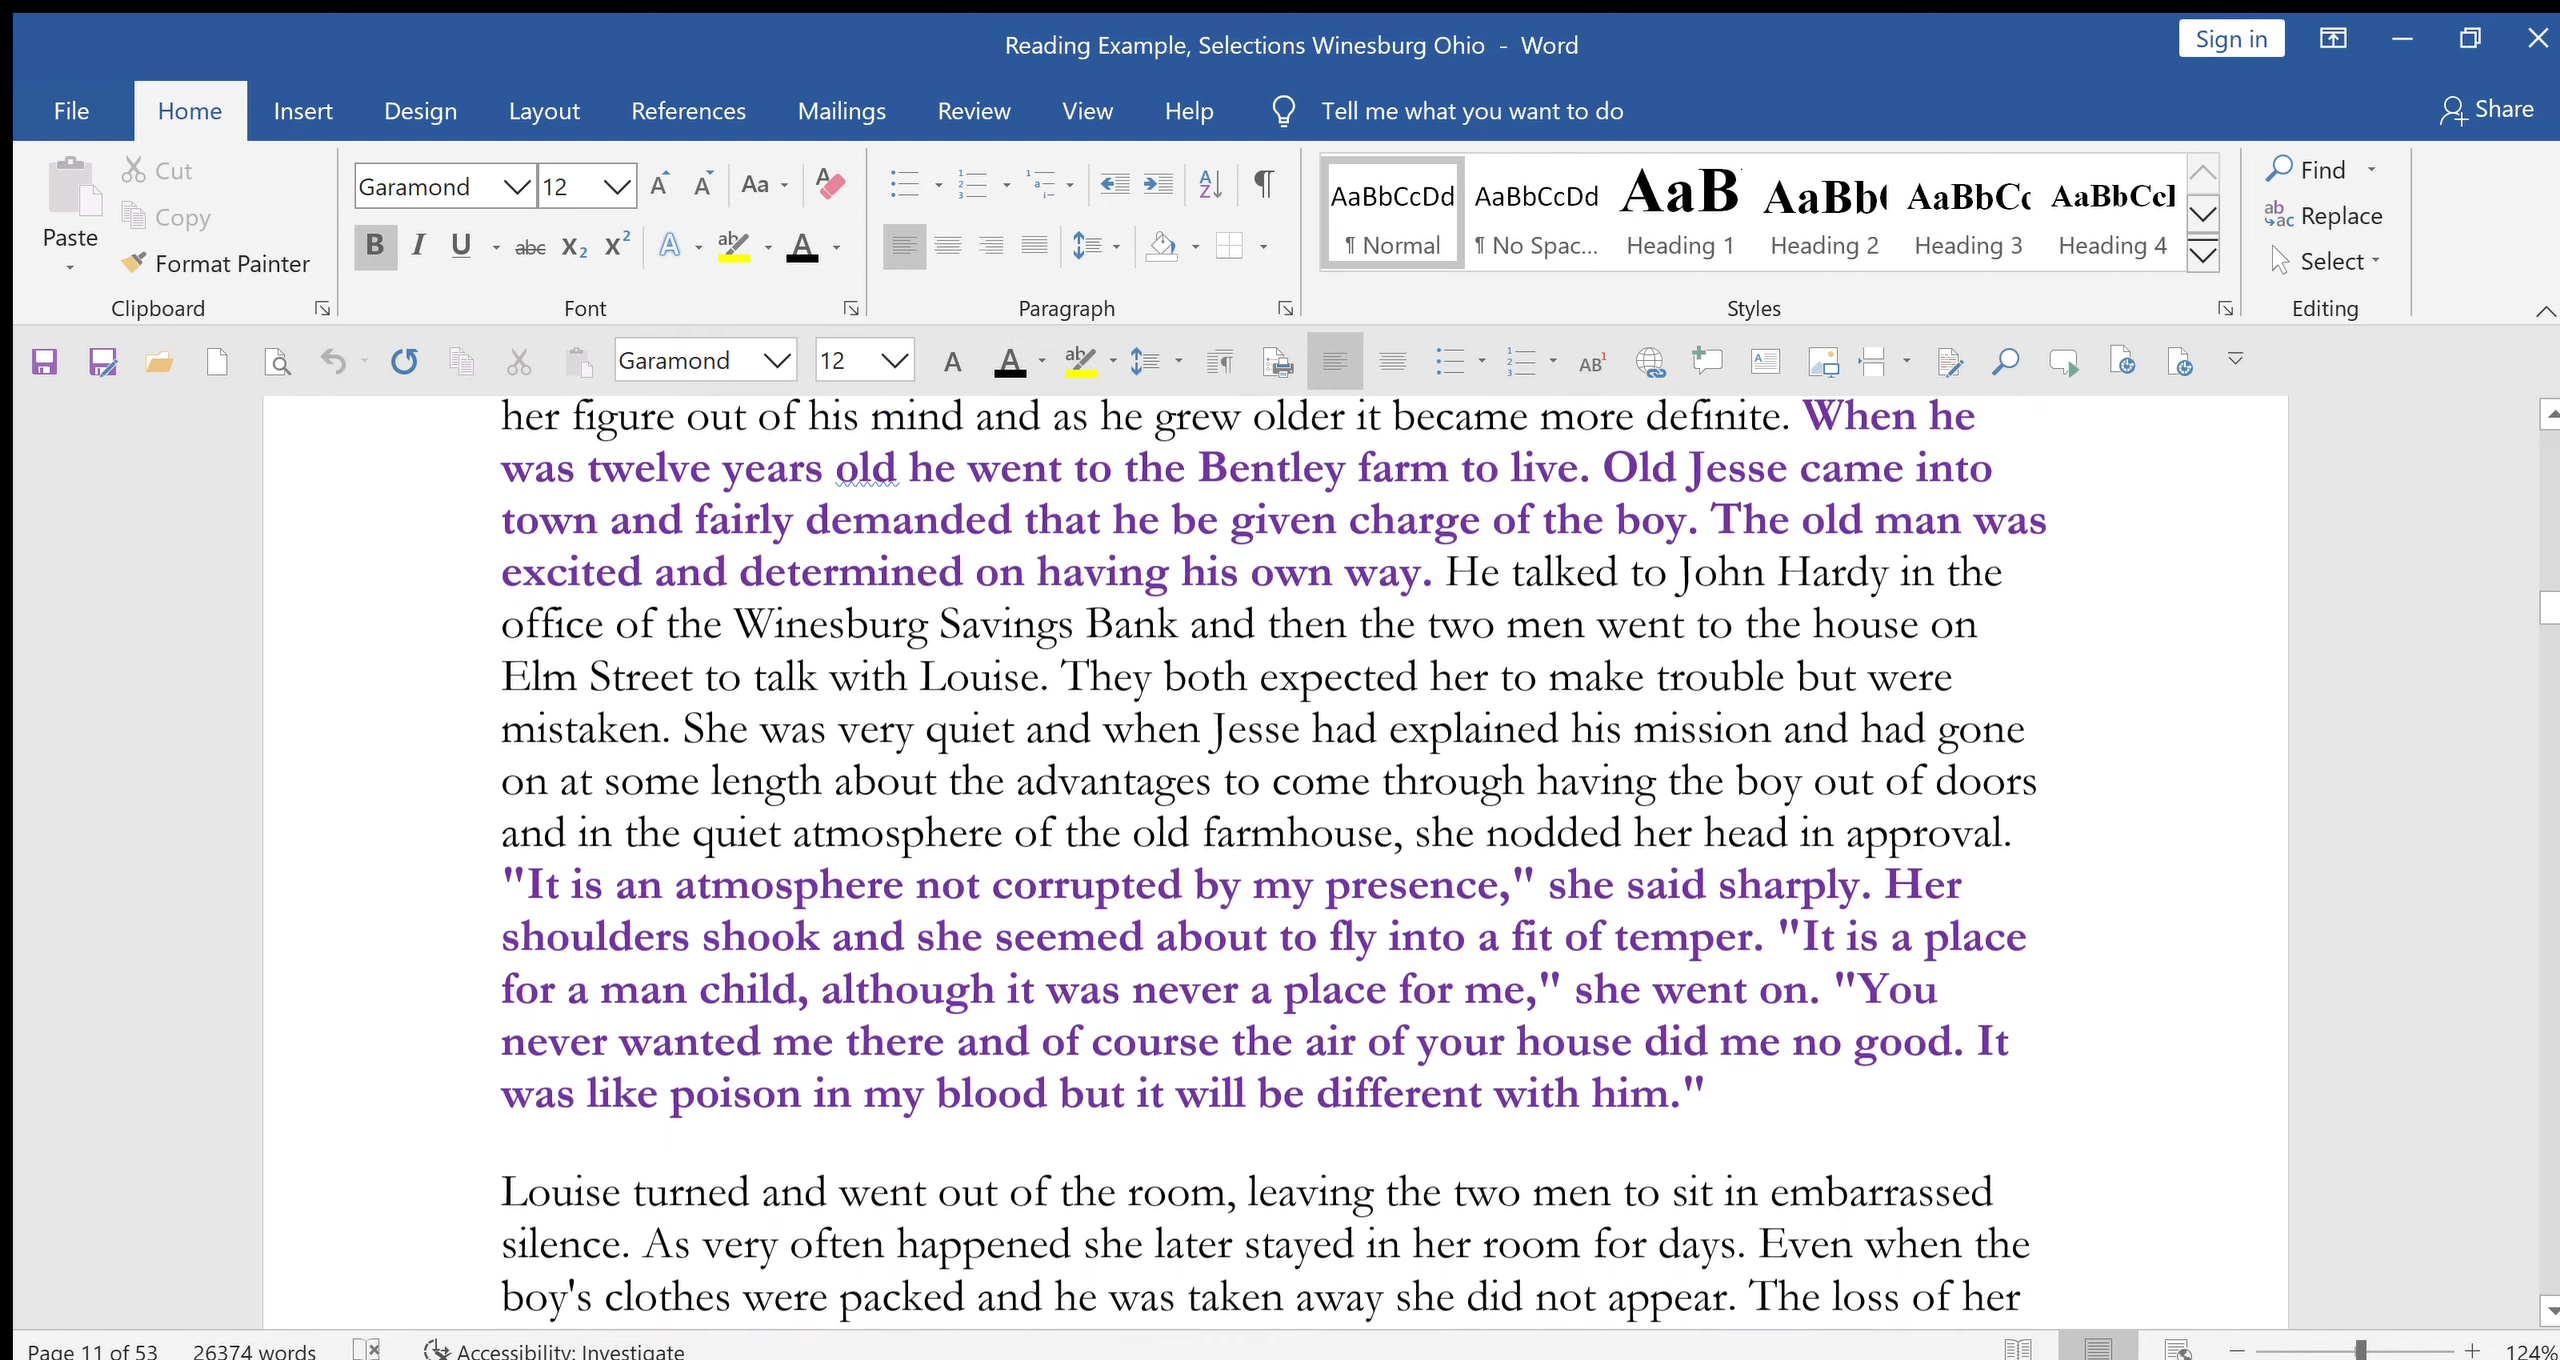 Reading Example, Selections Winesburg Ohio - Word
Sign in
File Home Insert Design Layout References Mailings Review View Help Tell me what you want to do Share
Paste Cut Copy Format Painter Clipboard
Garamond 12 Aa Font
Paragraph
AaBbCcDd ¶ Normal
AaBbCcDd ¶ No Spac...
AaB Heading 1
AaBb( Heading 2
AaBbCc Heading 3
AaBbCcl Heading 4
Styles
Find Replace Select Editing
Garamond 12
her figure out of his mind and as he grew older it became more definite. When he
was twelve years old he went to the Bentley farm to live. Old Jesse came into
town and fairly demanded that he be given charge of the boy. The old man was
excited and determined on having his own way. He talked to John Hardy in the
office of the Winesburg Savings Bank and then the two men went to the house on
Elm Street to talk with Louise. They both expected her to make trouble but were
mistaken. She was very quiet and when Jesse had explained his mission and had gone
on at some length about the advantages to come through having the boy out of doors
and in the quiet atmosphere of the old farmhouse, she nodded her head in approval.
"It is an atmosphere not corrupted by my presence," she said sharply. Her
shoulders shook and she seemed about to fly into a fit of temper. "It is a place
for a man child, although it was never a place for me," she went on. "You
never wanted me there and of course the air of your house did me no good. It
was like poison in my blood but it will be different with him."
Louise turned and went out of the room, leaving the two men to sit in embarrassed
silence. As very often happened she later stayed in her room for days. Even when the
boy's clothes were packed and he was taken away she did not appear. The loss of her
Page 11 of 53 26374 words Accessibility: Investigate 124%